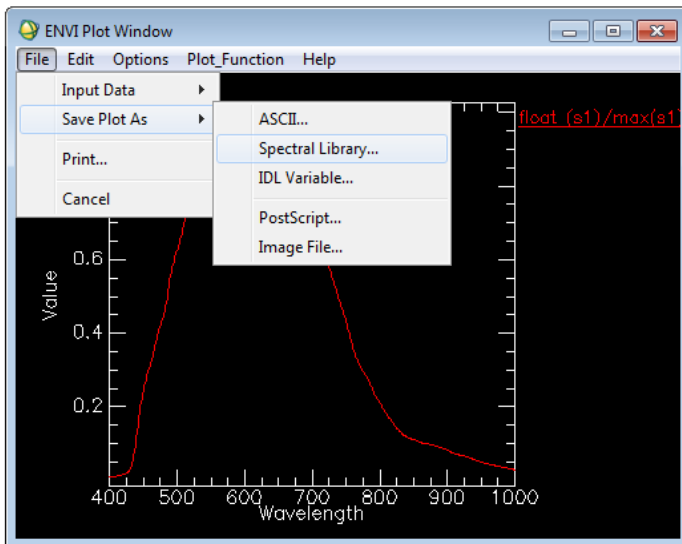 ENVI Plot Window
File Edit Options Plot_Function Help
Input Data
Save Plot As
Print...
Cancel
ASCII...
Spectral Library...
IDL Variable...
PostScript...
Image File...
float (s1)/max(s1
Value
0.6
0.4
0.2
400 500 600 700 800 900 1000
Wavelength